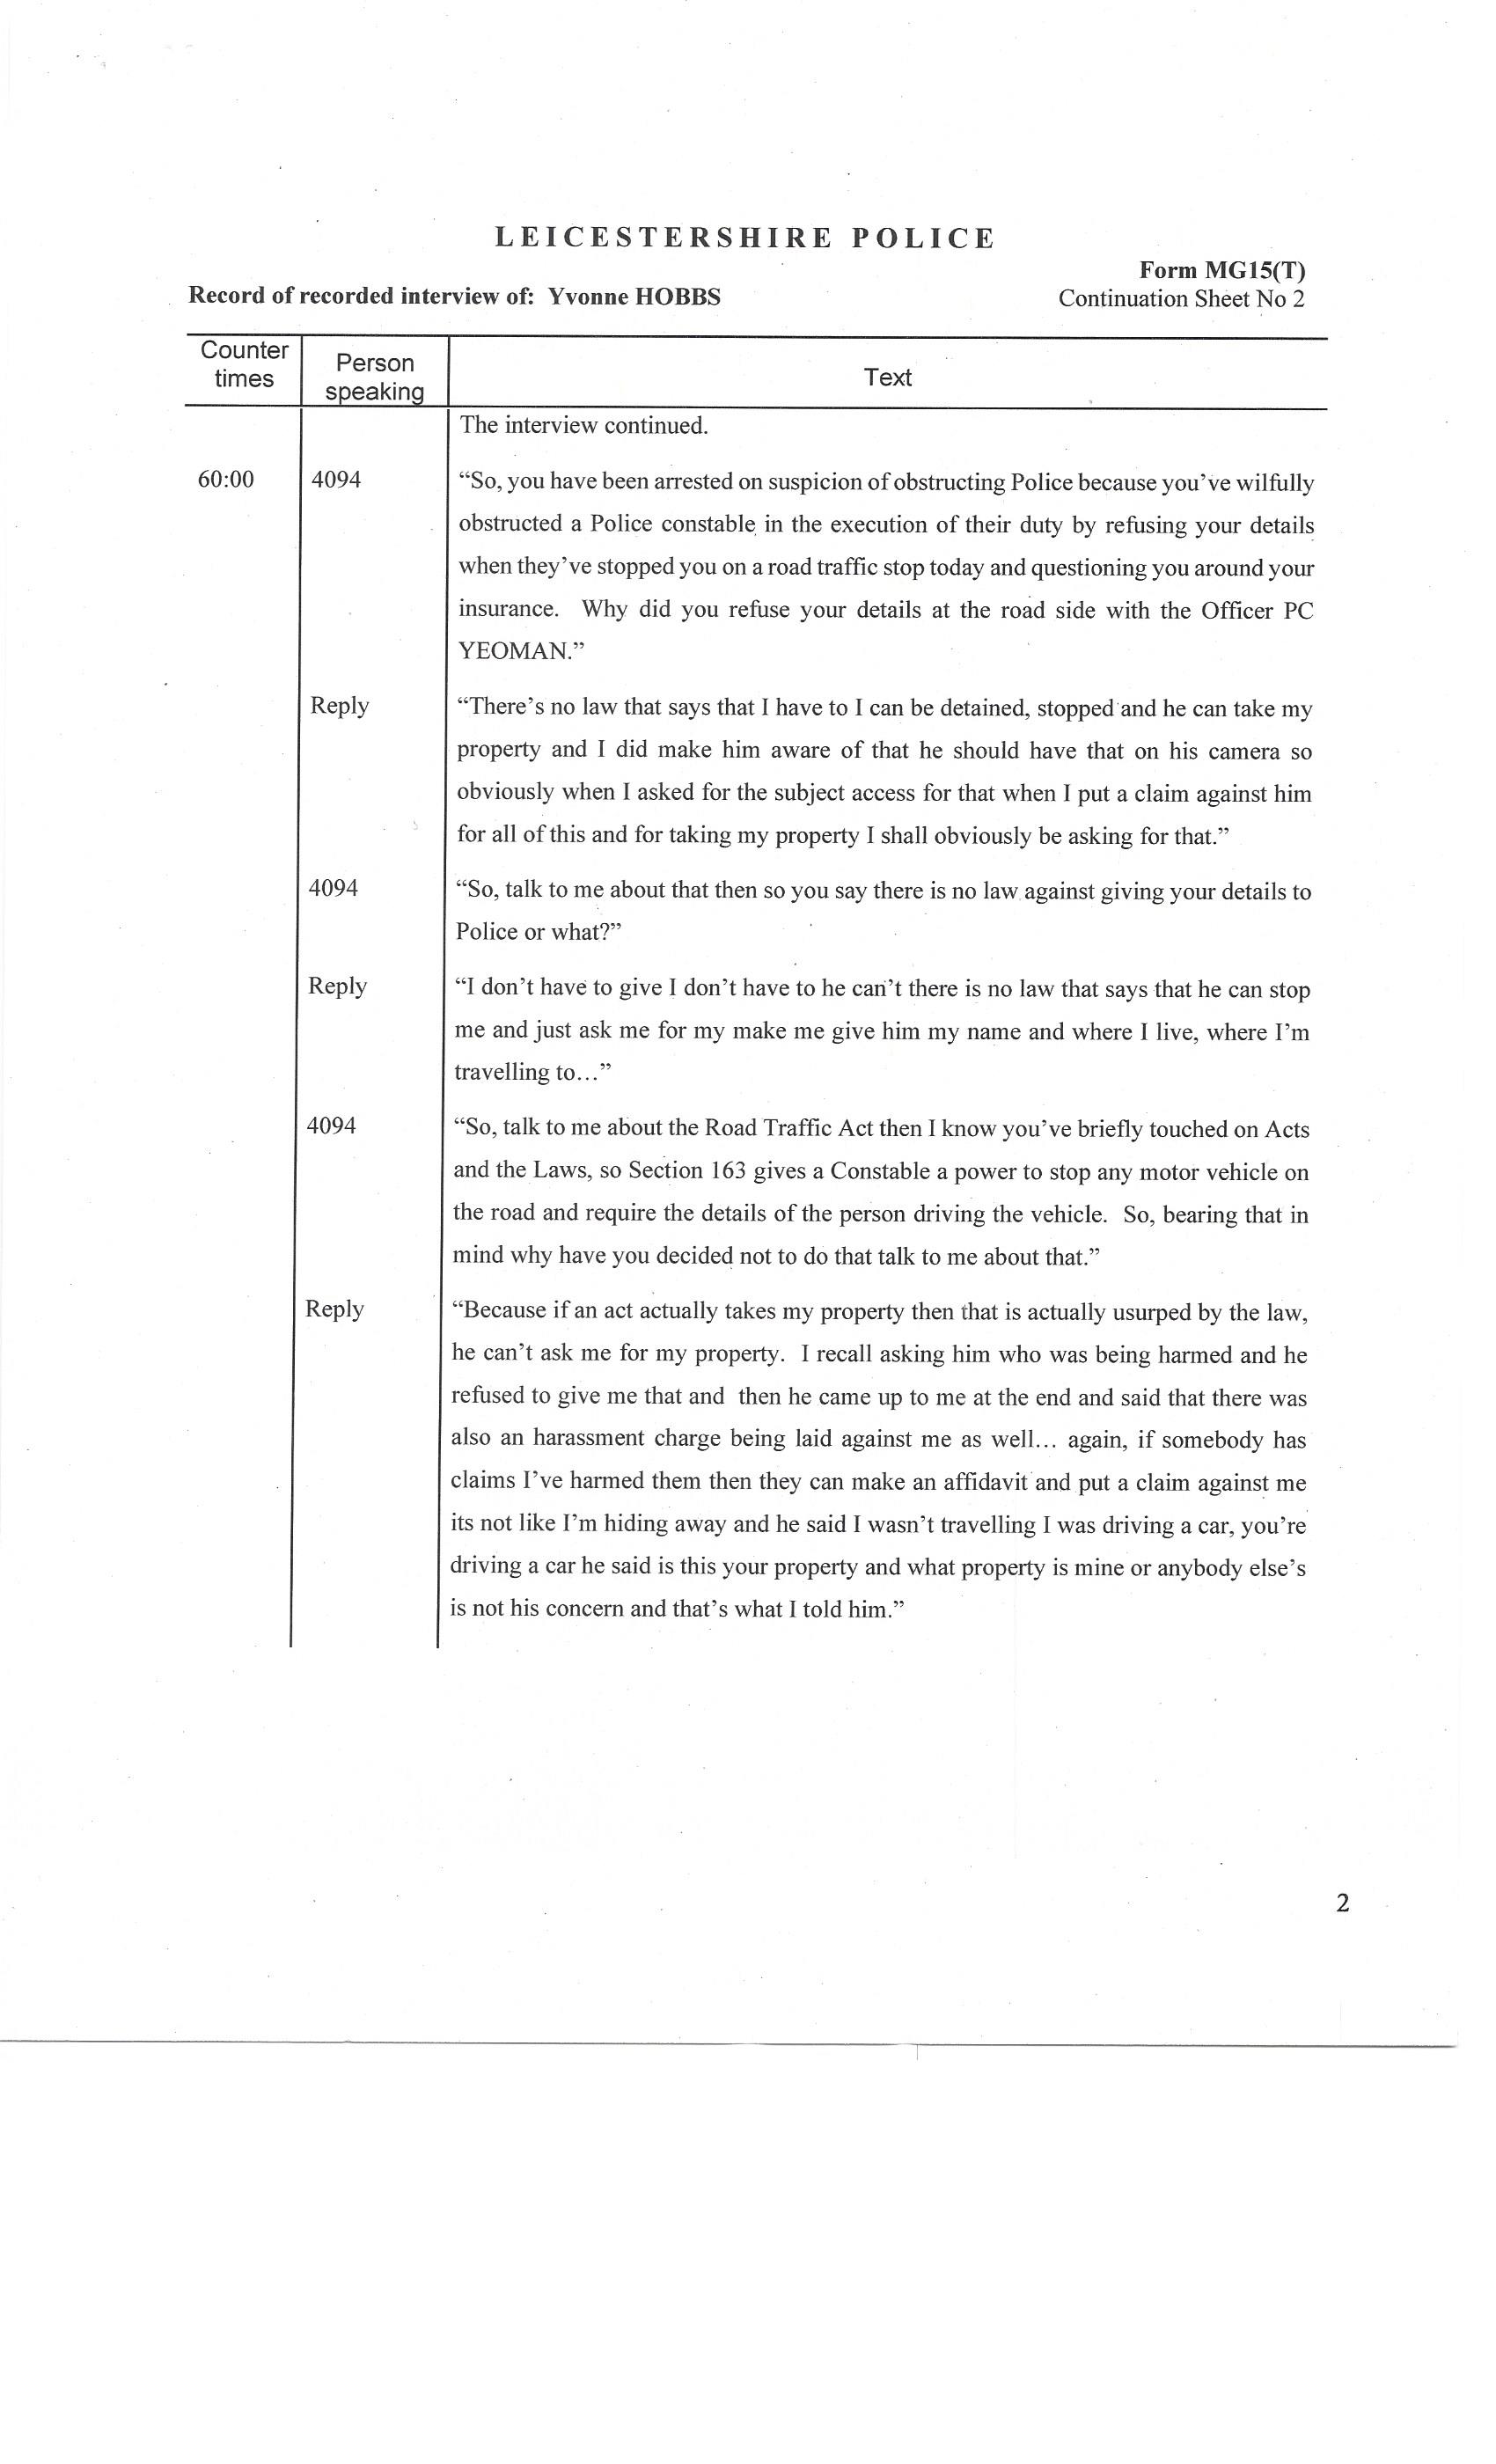 LEICESTERSHIRE POLICE
Form MG15(T)
Record of recorded interview of: Yvonne HOBBS
Continuation Sheet No 2
Counter
times
Person
speaking
Text
The interview continued.
60:00 4094 “So, you have been arrested on suspicion of obstructing Police because you’ve wilfully
obstructed a Police constable in the execution of their duty by refusing your details
when they’ve stopped you on a road traffic stop today and questioning you around your
insurance. Why did you refuse your details at the road side with the Officer PC
YEOMAN.”
Reply “There’s no law that says that I have to I can be detained, stopped and he can take my
property and I did make him aware of that he should have that on his camera so
obviously when I asked for the subject access for that when I put a claim against him
for all of this and for taking my property I shall obviously be asking for that.”
4094 “So, talk to me about that then so you say there is no law against giving your details to
Police or what?”
Reply “I don’t have to give I don’t have to he can’t there is no law that says that he can stop
me and just ask me for my make me give him my name and where I live, where I’m
travelling to…”
4094 “So, talk to me about the Road Traffic Act then I know you’ve briefly touched on Acts
and the Laws, so Section 163 gives a Constable a power to stop any motor vehicle on
the road and require the details of the person driving the vehicle. So, bearing that in
mind why have you decided not to do that talk to me about that.”
Reply “Because if an act actually takes my property then that is actually usurped by the law,
he can’t ask me for my property. I recall asking him who was being harmed and he
refused to give me that and then he came up to me at the end and said that there was
also an harassment charge being laid against me as well… again, if somebody has
claims I’ve harmed them then they can make an affidavit and put a claim against me
its not like I’m hiding away and he said I wasn’t travelling I was driving a car, you’re
driving a car he said is this your property and what property is mine or anybody else’s
is not his concern and that’s what I told him.”
2